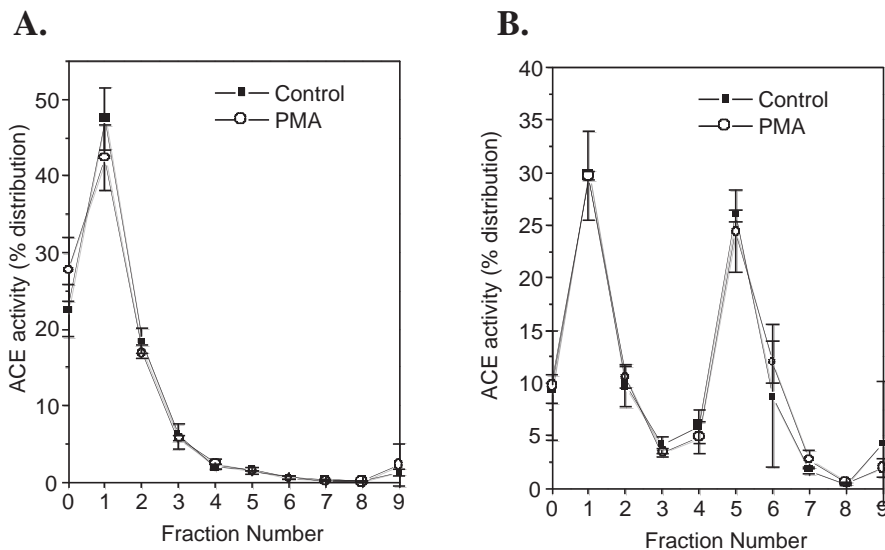 A.
50
40
30
20
10
0
ACE activity (% distribution)
Control
PMA
0 1 2 3 4 5 6 7 8 9
Fraction Number
B.
40
35
30
25
20
15
10
5
0
ACE activity (% distribution)
Control
PMA
0 1 2 3 4 5 6 7 8 9
Fraction Number